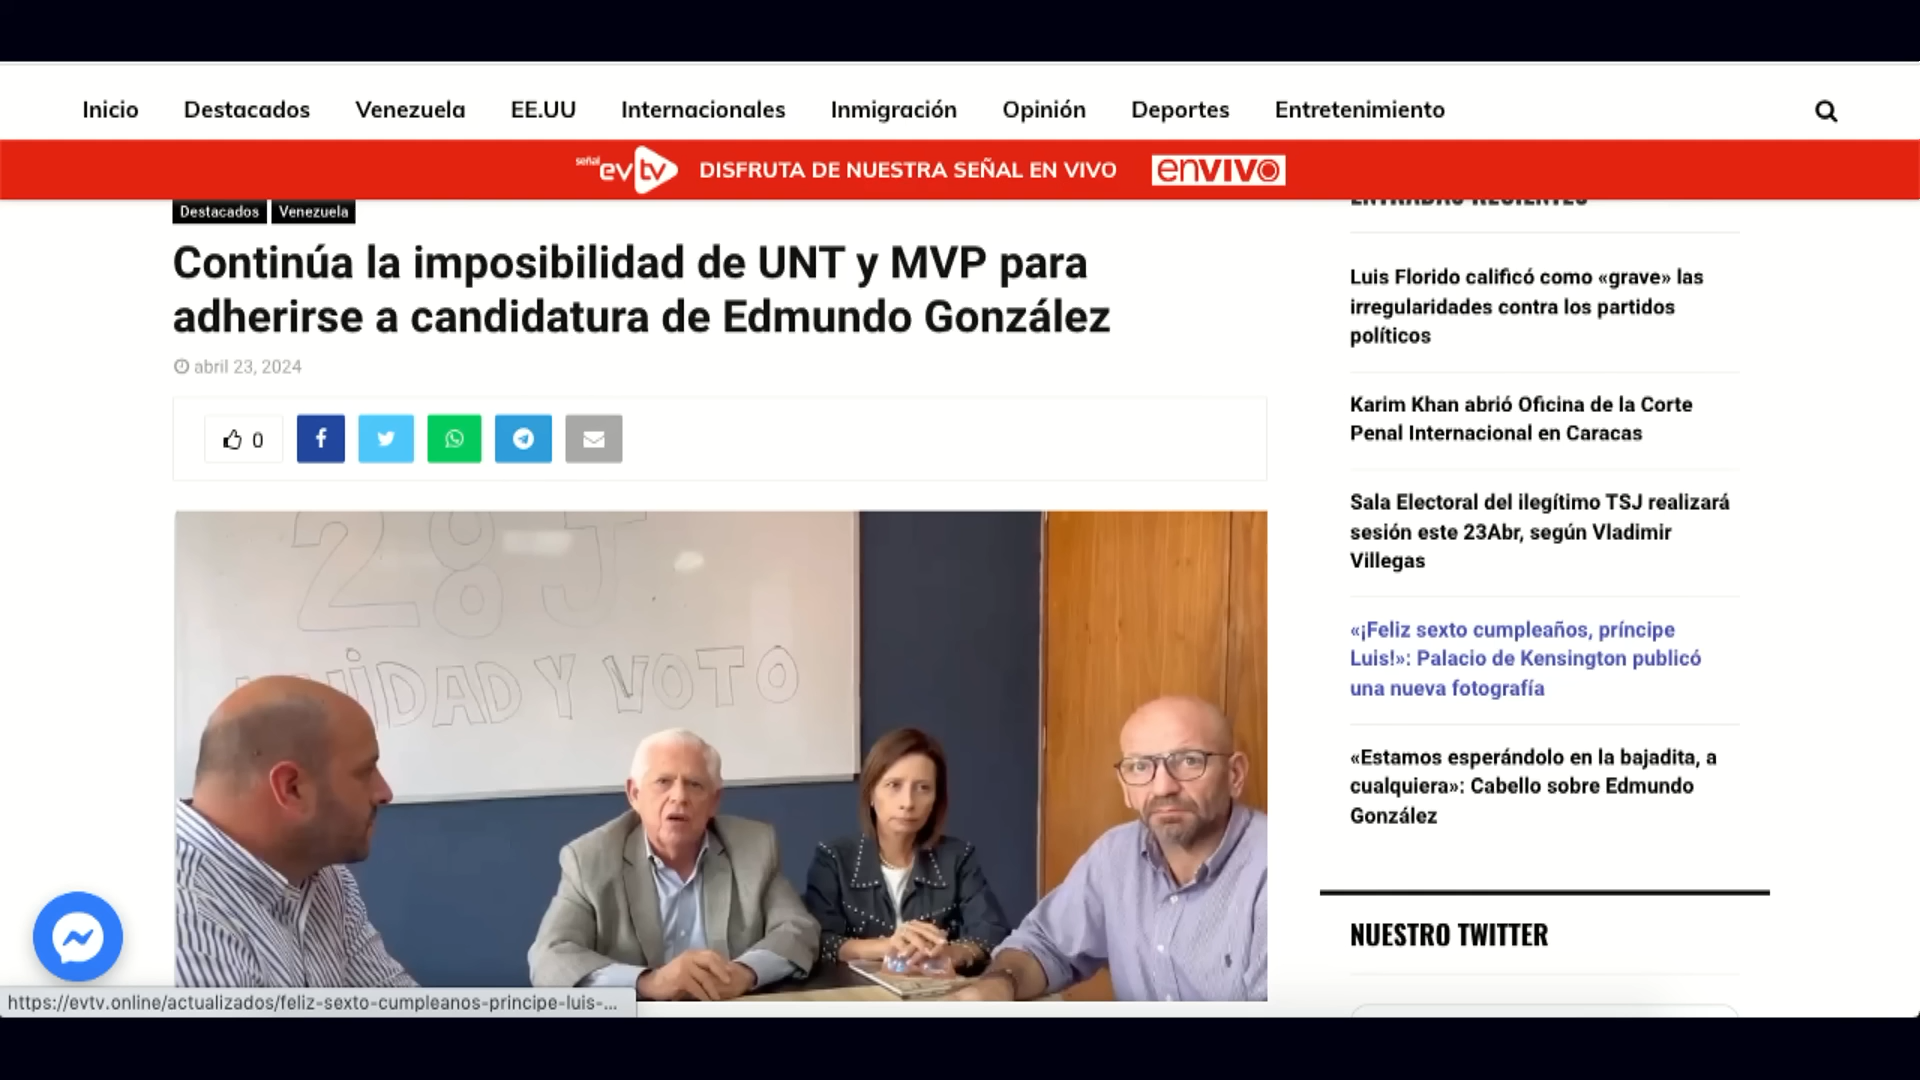 Inicio Destacados Venezuela EE.UU Internacionales Inmigración Opinión Deportes Entretenimiento
señal evtv DISFRUTA DE NUESTRA SEÑAL EN VIVO enVIVO
Destacados Venezuela
Continúa la imposibilidad de UNT y MVP para
adherirse a candidatura de Edmundo González
abril 23, 2024
0
28 J
UNIDAD Y VOTO
ENTRADAS RECIENTES
Luis Florido calificó como «grave» las
irregularidades contra los partidos
políticos
Karim Khan abrió Oficina de la Corte
Penal Internacional en Caracas
Sala Electoral del ilegítimo TSJ realizará
sesión este 23Abr, según Vladimir
Villegas
«¡Feliz sexto cumpleaños, príncipe
Luis!»: Palacio de Kensington publicó
una nueva fotografía
«Estamos esperándolo en la bajadita, a
cualquiera»: Cabello sobre Edmundo
González
NUESTRO TWITTER
https://evtv.online/actualizados/feliz-sexto-cumpleanos-principe-luis-...